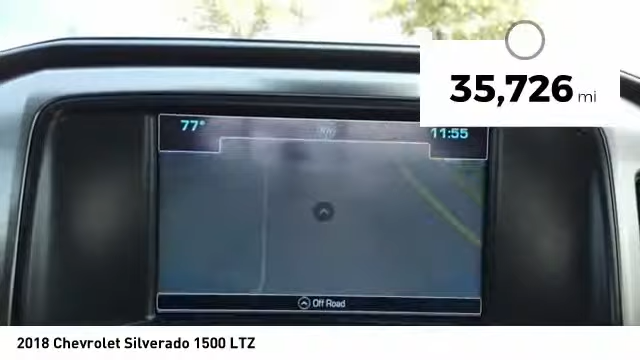 35,726 mi
77°
11:55
Off Road
2018 Chevrolet Silverado 1500 LTZ